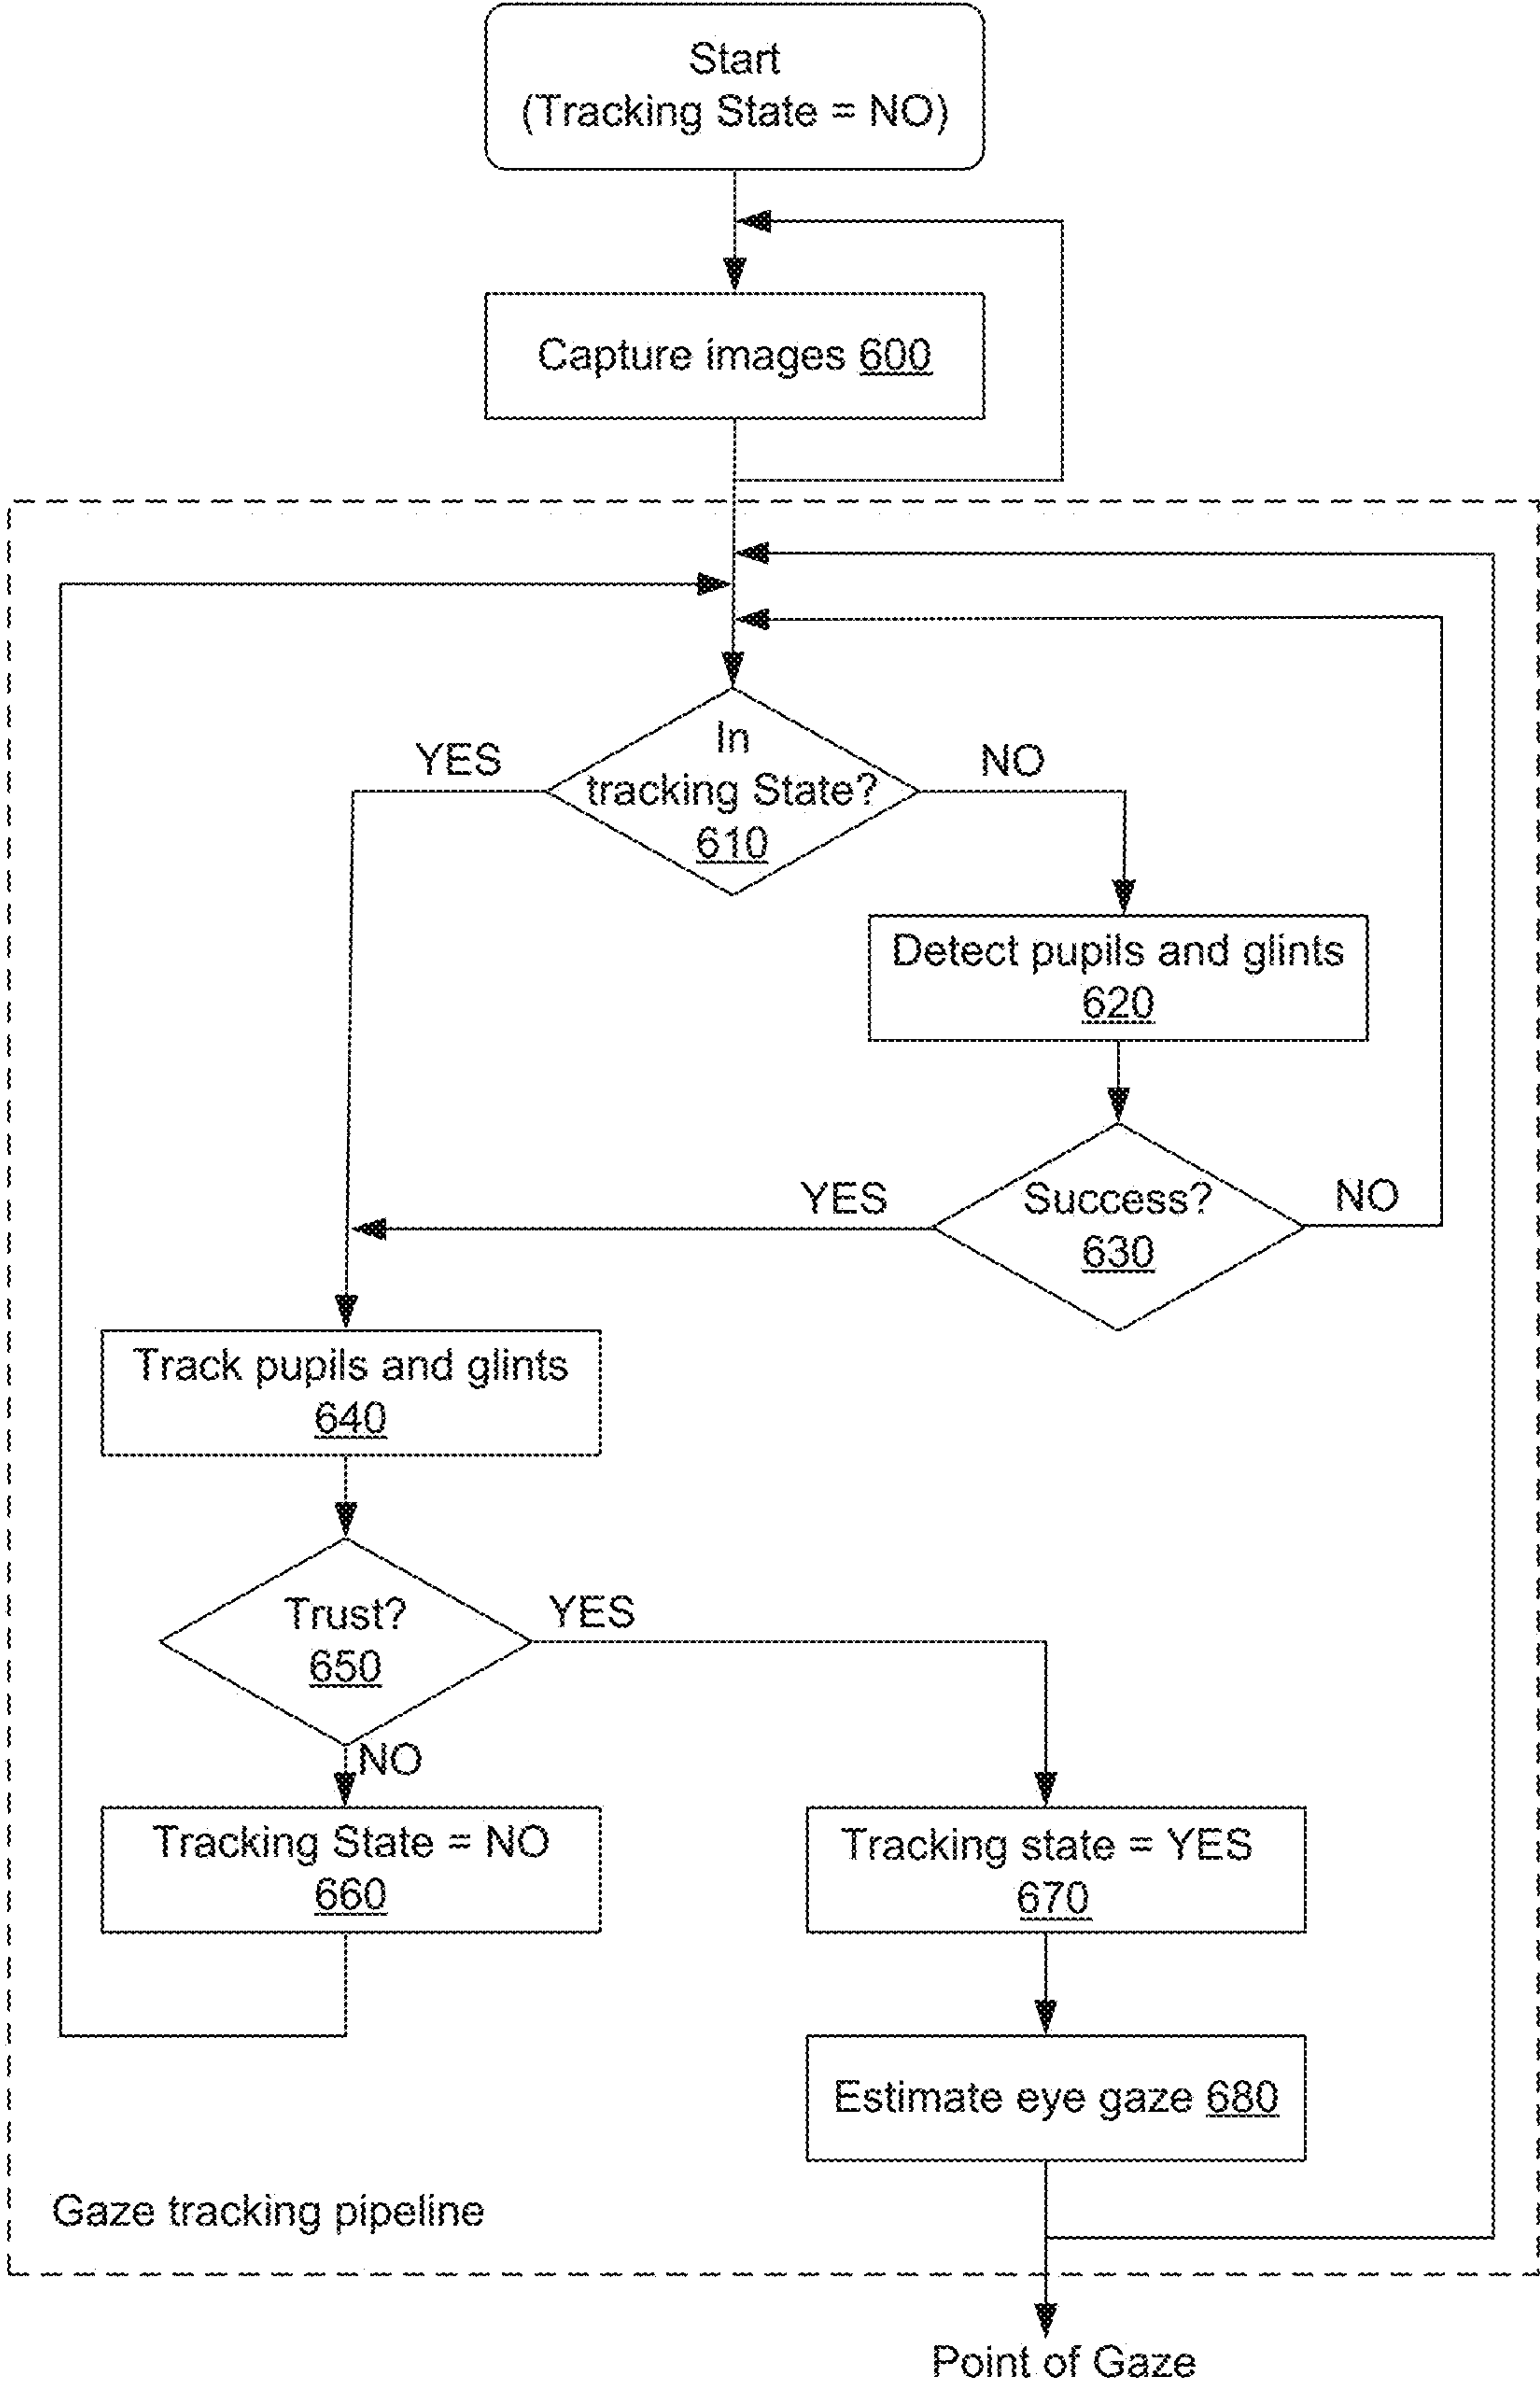 Start
(Tracking State = NO)
Capture images 600
In
tracking State?
610
YES
NO
Detect pupils and glints
620
Success?
630
YES
NO
Track pupils and glints
640
Trust?
650
YES
NO
Tracking State = NO
660
Tracking state = YES
670
Estimate eye gaze 680
Gaze tracking pipeline
Point of Gaze